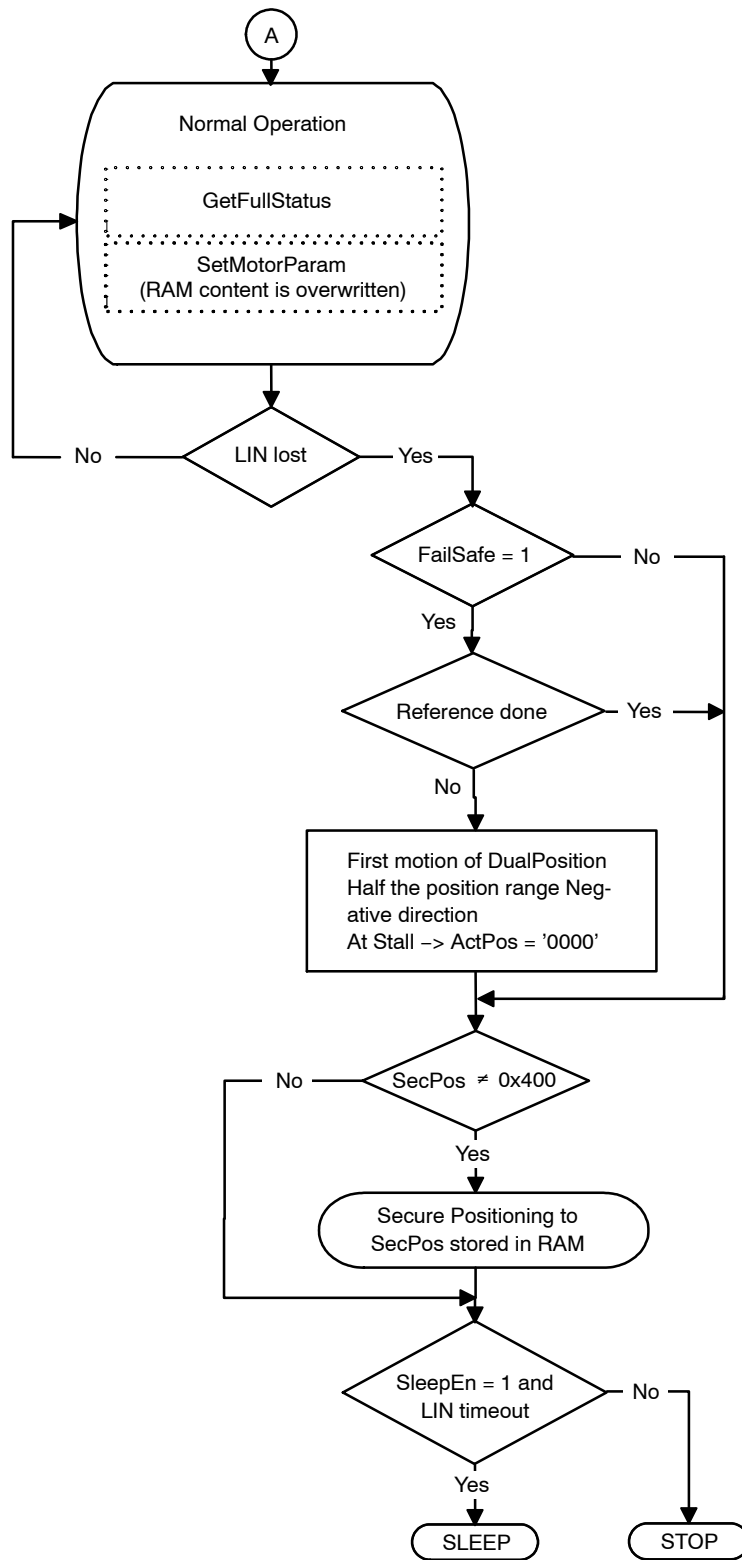 A
Normal Operation
GetFullStatus
SetMotorParam
(RAM content is overwritten)
LIN lost
No
Yes
FailSafe = 1
No
Yes
Reference done
Yes
No
First motion of DualPosition
Half the position range Neg-
ative direction
At Stall −> ActPos = '0000'
SecPos ≠ 0x400
No
Yes
Secure Positioning to
SecPos stored in RAM
SleepEn = 1 and
LIN timeout
No
Yes
SLEEP
STOP